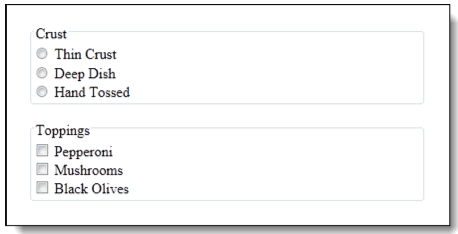 Crust
Thin Crust
Deep Dish
Hand Tossed
Toppings
Pepperoni
Mushrooms
Black Olives